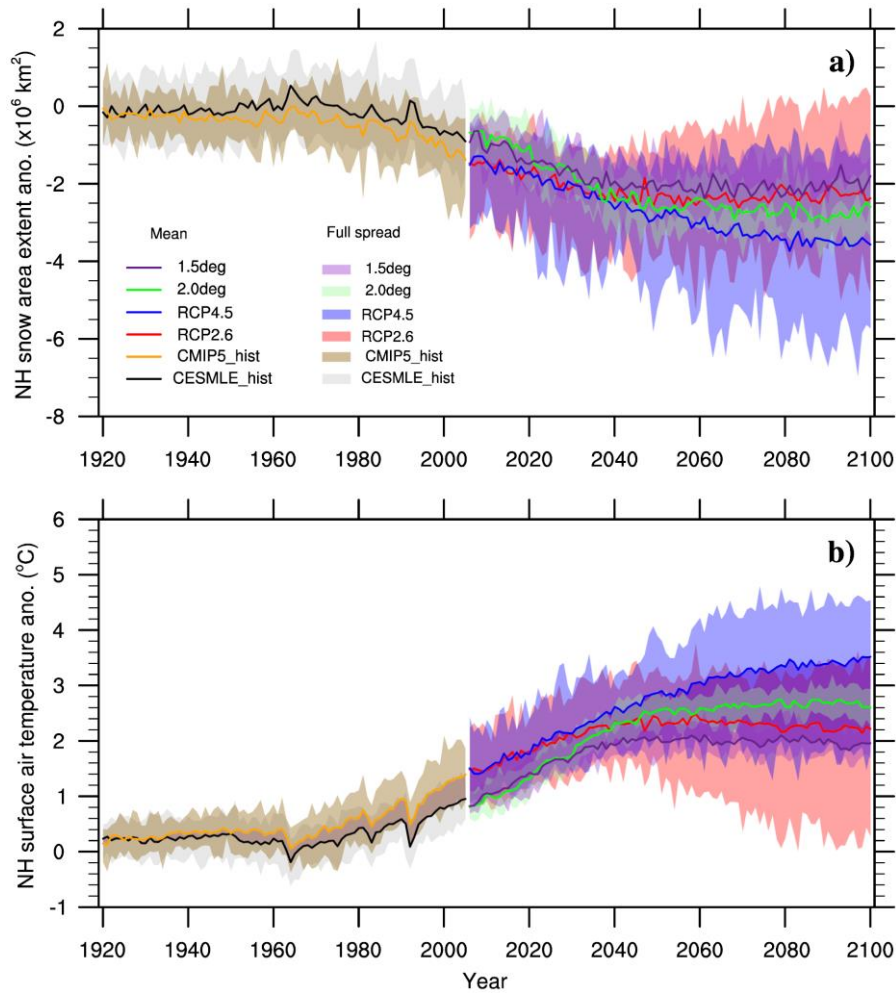 a)
NH snow area extent ano. (x10⁶ km²)
2
0
-2
-4
-6
-8
Mean Full spread
1.5deg 1.5deg
2.0deg 2.0deg
RCP4.5 RCP4.5
RCP2.6 RCP2.6
CMIP5_hist CMIP5_hist
CESMLE_hist CESMLE_hist
1920 1940 1960 1980 2000 2020 2040 2060 2080 2100
b)
NH surface air temperature ano. (°C)
6
5
4
3
2
1
0
-1
1920 1940 1960 1980 2000 2020 2040 2060 2080 2100
Year